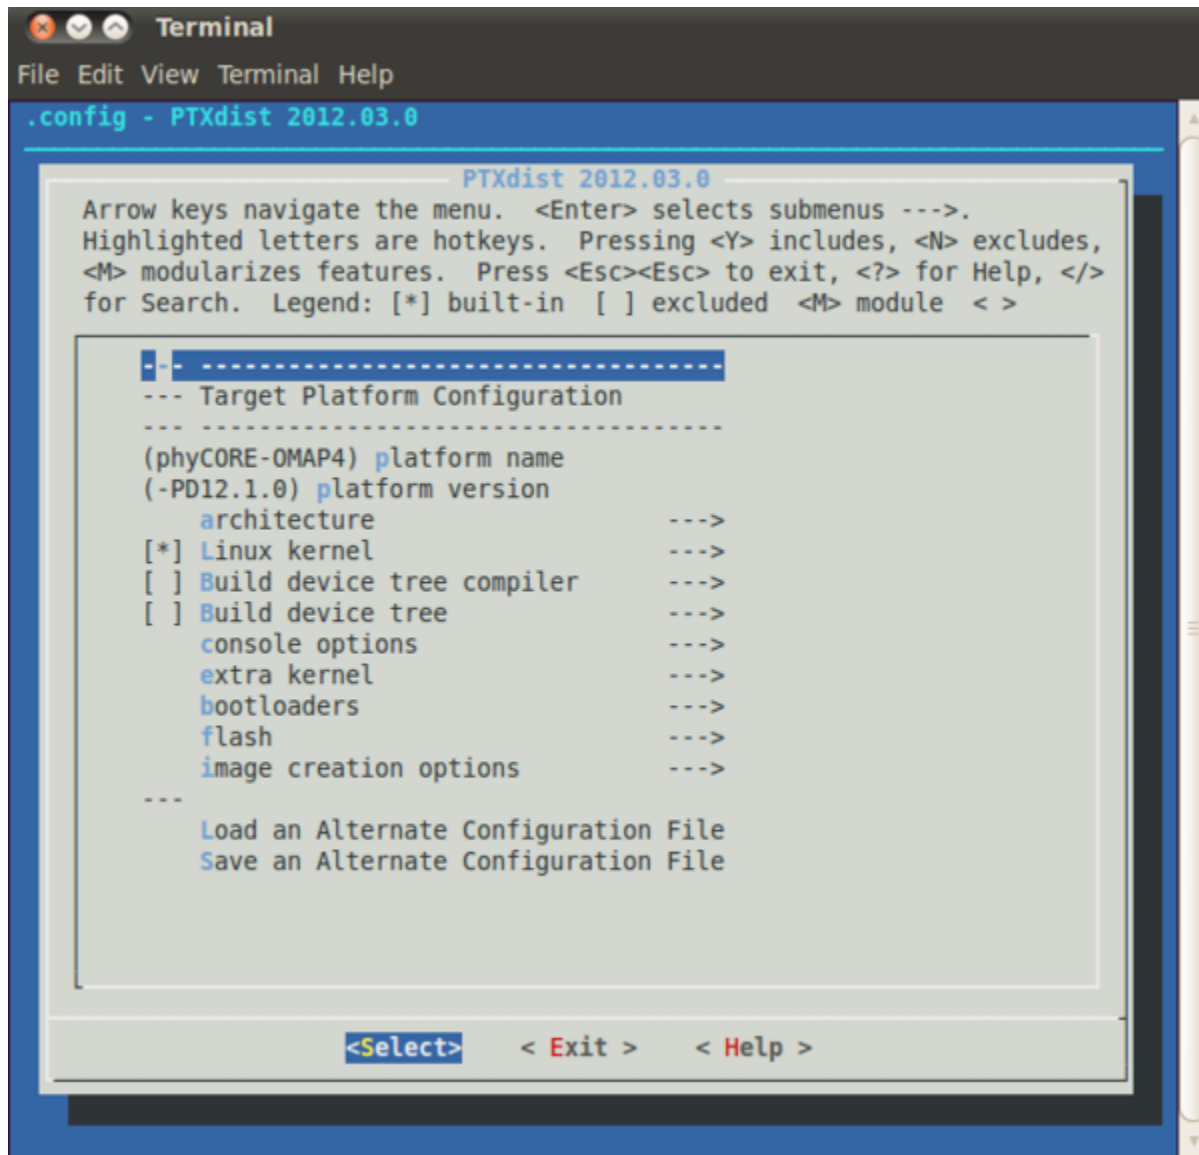 Terminal
File Edit View Terminal Help
.config - PTXdist 2012.03.0
PTXdist 2012.03.0
Arrow keys navigate the menu.  <Enter> selects submenus --->.
Highlighted letters are hotkeys.  Pressing <Y> includes, <N> excludes,
<M> modularizes features.  Press <Esc><Esc> to exit, <?> for Help, </>
for Search.  Legend: [*] built-in  [ ] excluded  <M> module  < >
--- ------------------------------------
--- Target Platform Configuration
--- ------------------------------------
(phyCORE-OMAP4) platform name
(-PD12.1.0) platform version
architecture --->
[*] Linux kernel --->
[ ] Build device tree compiler --->
[ ] Build device tree --->
console options --->
extra kernel --->
bootloaders --->
flash --->
image creation options --->
---
Load an Alternate Configuration File
Save an Alternate Configuration File
<Select> < Exit > < Help >